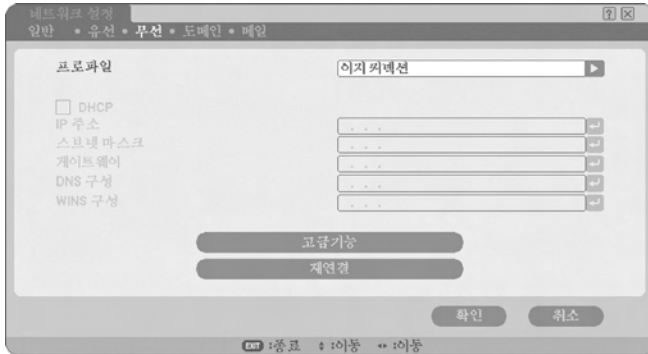 네트워크 설정
일반 • 유선 • 무선 • 도메인 • 메일
프로파일 이지 커넥션
DHCP
IP 주소 . . .
스브넷 마스크 . . .
게이트웨어 . . .
DNS 구성 . . .
WINS 구성 . . .
고급기능
재연결
확인 취소
EXIT :종료 :이동 :이동